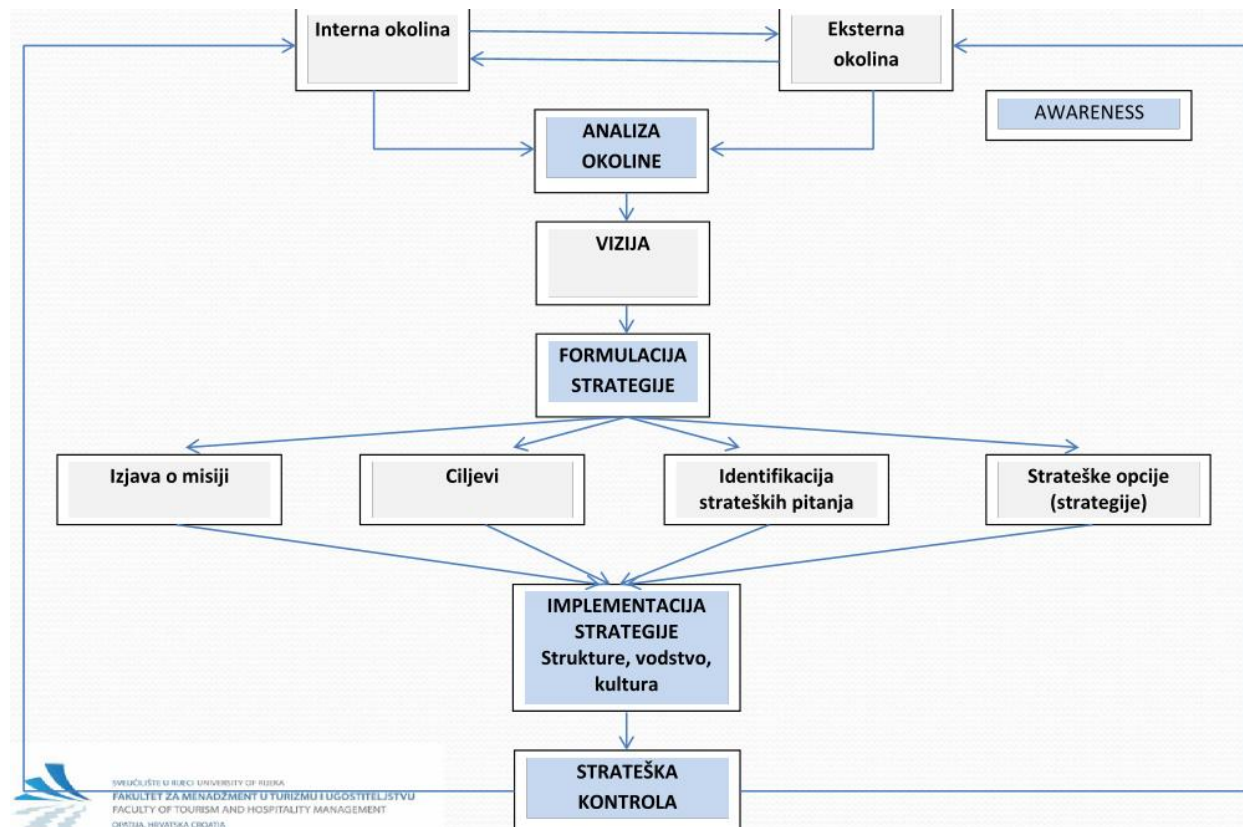 Interna okolina
Eksterna
okolina
AWARENESS
ANALIZA
OKOLINE
VIZIJA
FORMULACIJA
STRATEGIJE
Izjava o misiji
Ciljevi
Identifikacija
strateških pitanja
Strateške opcije
(strategije)
IMPLEMENTACIJA
STRATEGIJE
Strukture, vodstvo,
kultura
STRATEŠKA
KONTROLA
SVEUČILIŠTE U RIJECI UNIVERSITY OF RIJEKA
FAKULTET ZA MENADŽMENT U TURIZMU I UGOSTITELJSTVU
FACULTY OF TOURISM AND HOSPITALITY MANAGEMENT
OPATIJA, HRVATSKA CROATIA